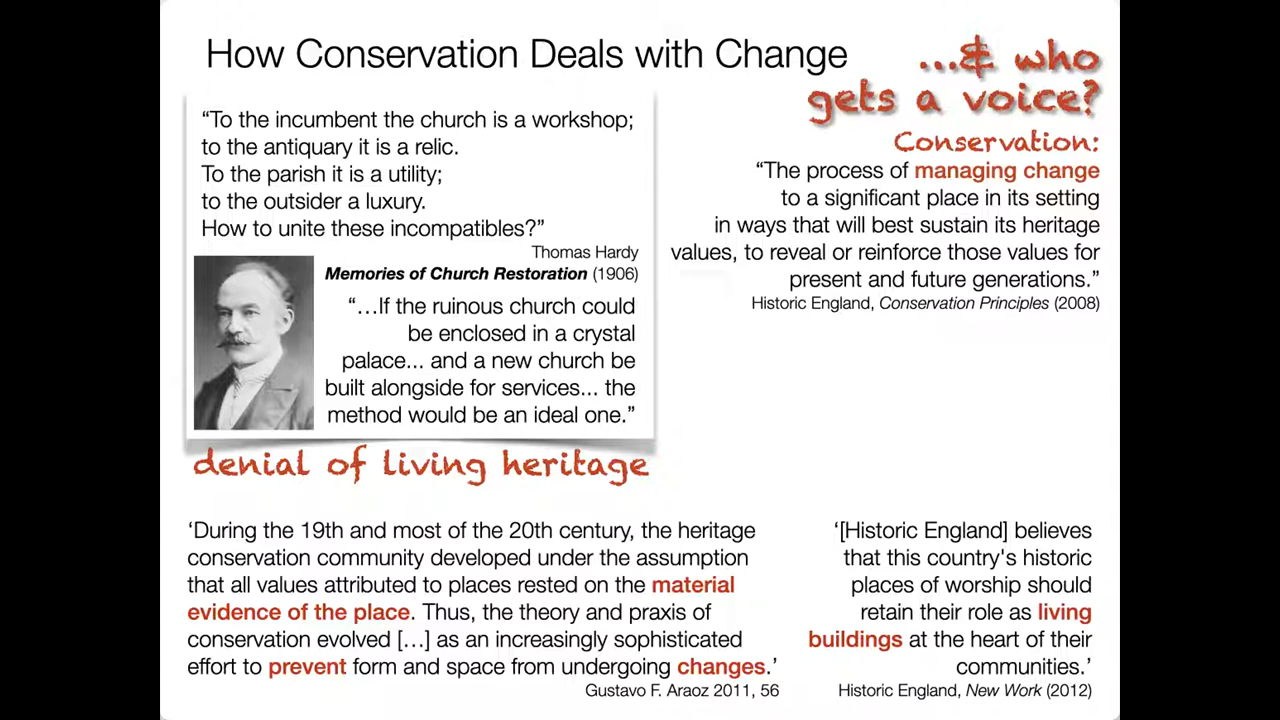 How Conservation Deals with Change
...& who
gets a voice?
“To the incumbent the church is a workshop;
to the antiquary it is a relic.
To the parish it is a utility;
to the outsider a luxury.
How to unite these incompatibles?”
Thomas Hardy
Memories of Church Restoration (1906)
“…If the ruinous church could
be enclosed in a crystal
palace... and a new church be
built alongside for services... the
method would be an ideal one.”
denial of living heritage
Conservation:
“The process of managing change
to a significant place in its setting
in ways that will best sustain its heritage
values, to reveal or reinforce those values for
present and future generations.”
Historic England, Conservation Principles (2008)
‘During the 19th and most of the 20th century, the heritage
conservation community developed under the assumption
that all values attributed to places rested on the material
evidence of the place. Thus, the theory and praxis of
conservation evolved […] as an increasingly sophisticated
effort to prevent form and space from undergoing changes.’
Gustavo F. Araoz 2011, 56
‘[Historic England] believes
that this country's historic
places of worship should
retain their role as living
buildings at the heart of their
communities.’
Historic England, New Work (2012)